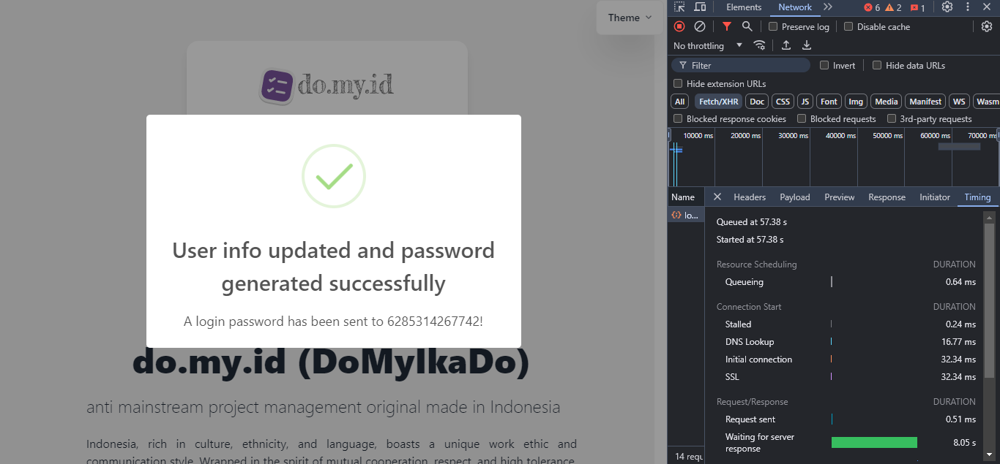 Theme
do.my.id
User info updated and password
generated successfully
A login password has been sent to 6285314267742!
do.my.id (DoMyIkaDo)
anti mainstream project management original made in Indonesia
Indonesia, rich in culture, ethnicity, and language, boasts a unique work ethic and
communication style. Wrapped in the spirit of mutual cooperation, respect, and high tolerance,
Elements Network 6 2 1
Preserve log Disable cache
No throttling
Filter Invert Hide data URLs
Hide extension URLs
All Fetch/XHR Doc CSS JS Font Img Media Manifest WS Wasm
Blocked response cookies Blocked requests 3rd-party requests
10000 ms 20000 ms 30000 ms 40000 ms 50000 ms 60000 ms 70000 ms
Name Headers Payload Preview Response Initiator Timing
lo...
Queued at 57.38 s
Started at 57.38 s
Resource Scheduling DURATION
Queueing 0.64 ms
Connection Start DURATION
Stalled 0.24 ms
DNS Lookup 16.77 ms
Initial connection 32.34 ms
SSL 32.34 ms
Request/Response DURATION
Request sent 0.51 ms
Waiting for server
response 8.05 s
14 requ